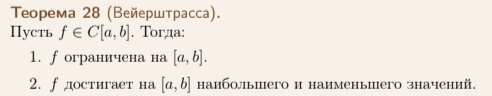 Теорема 28 (Вейерштрасса).
Пусть f ∈ C[a, b]. Тогда:
1. f ограничена на [a, b].
2. f достигает на [a, b] наибольшего и наименьшего значений.